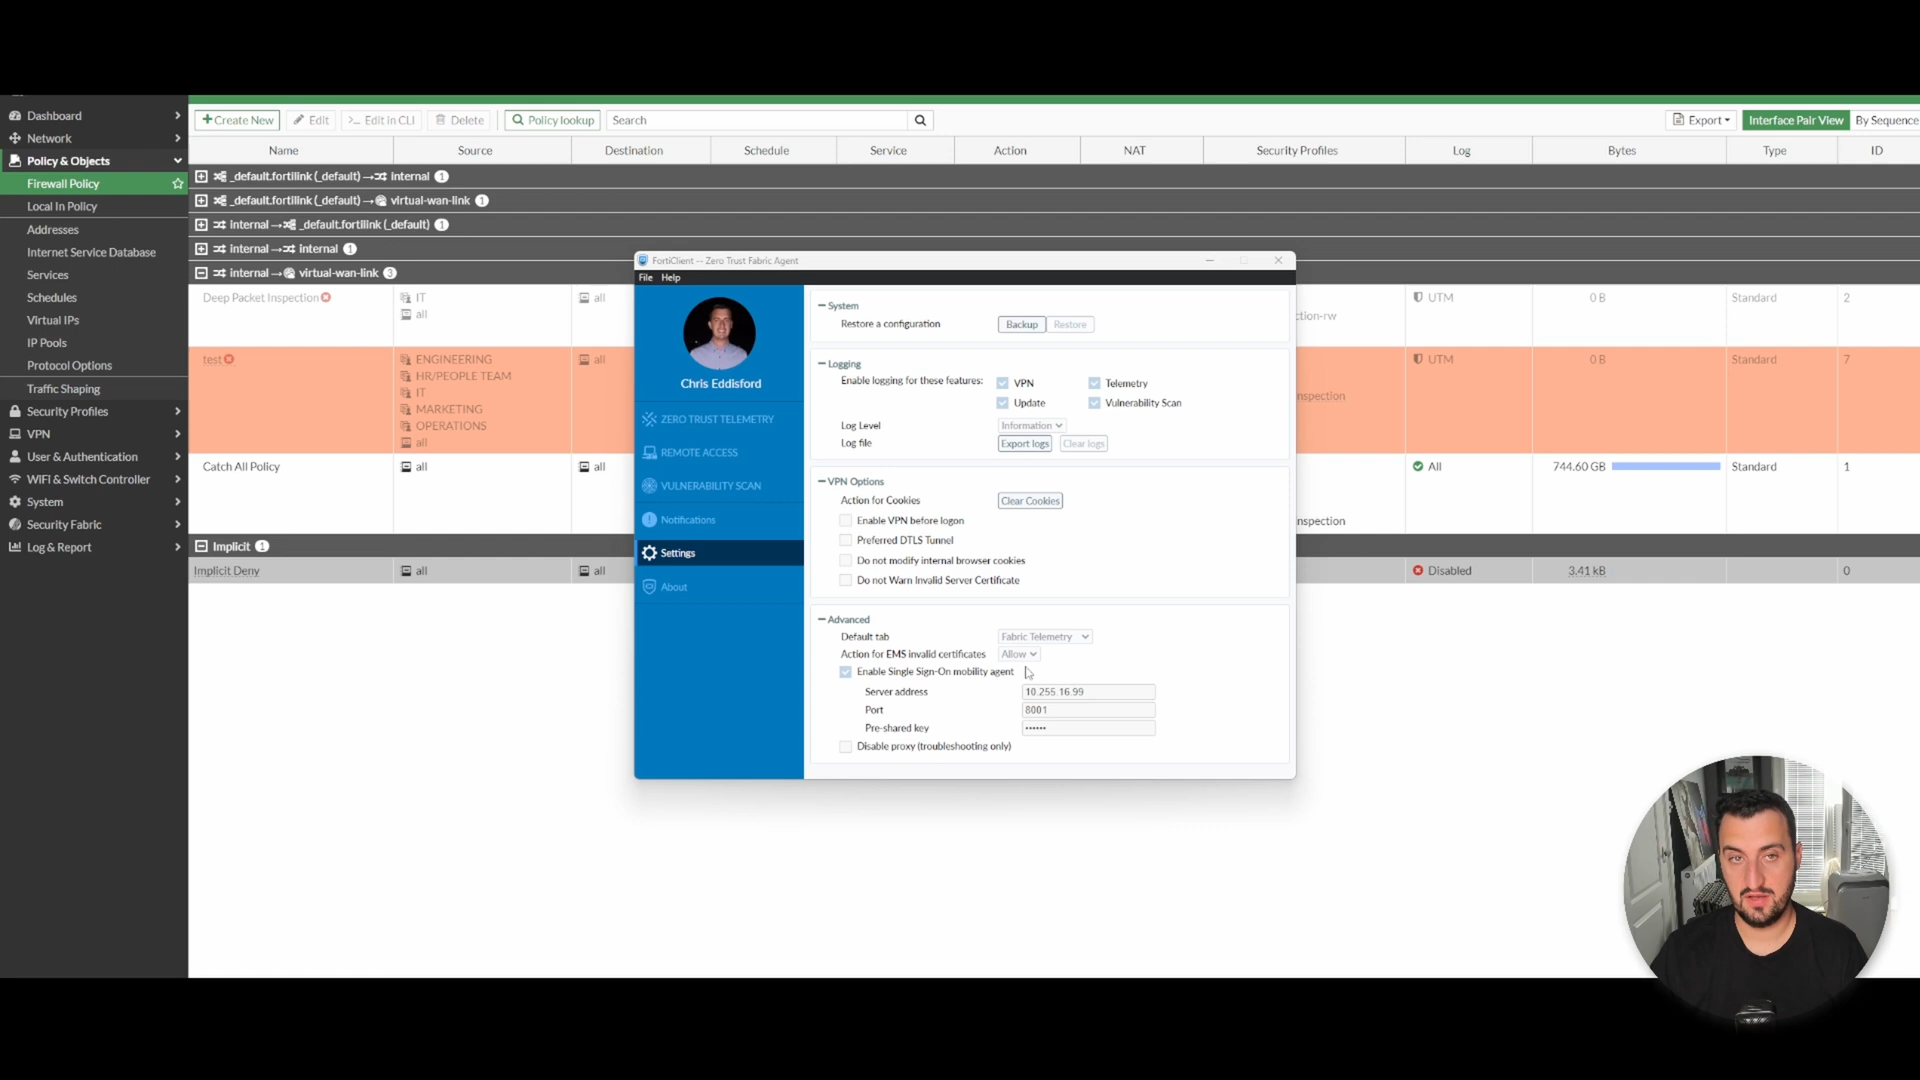 Dashboard
Network
Policy & Objects
Firewall Policy
Local In Policy
Addresses
Internet Service Database
Services
Schedules
Virtual IPs
IP Pools
Protocol Options
Traffic Shaping
Security Profiles
VPN
User & Authentication
WiFi & Switch Controller
System
Security Fabric
Log & Report
+Create New Edit >_ Edit in CLI Delete Policy lookup Search Export Interface Pair View By Sequence
Name Source Destination Schedule Service Action NAT Security Profiles Log Bytes Type ID
_default.fortilink (_default) → internal 1
_default.fortilink (_default) → virtual-wan-link 1
internal → _default.fortilink (_default) 1
internal → internal 1
internal → virtual-wan-link 3
Deep Packet Inspection IT all UTM 0 B Standard 2
all ction-rw
test ENGINEERING all UTM 0 B Standard 7
HR/PEOPLE TEAM
IT nspection
MARKETING
OPERATIONS
all
Catch All Policy all all All 744.60 GB Standard 1
nspection
Implicit 1
Implicit Deny all all Disabled 3.41 kB 0
FortiClient -- Zero Trust Fabric Agent
File Help
Chris Eddisford
ZERO TRUST TELEMETRY
REMOTE ACCESS
VULNERABILITY SCAN
Notifications
Settings
About
System
Restore a configuration Backup Restore
Logging
Enable logging for these features: VPN Telemetry
Update Vulnerability Scan
Log Level Information
Log file Export logs Clear logs
VPN Options
Action for Cookies Clear Cookies
Enable VPN before logon
Preferred DTLS Tunnel
Do not modify internal browser cookies
Do not Warn Invalid Server Certificate
Advanced
Default tab Fabric Telemetry
Action for EMS invalid certificates Allow
Enable Single Sign-On mobility agent
Server address 10.255.16.99
Port 8001
Pre-shared key ••••••
Disable proxy (troubleshooting only)